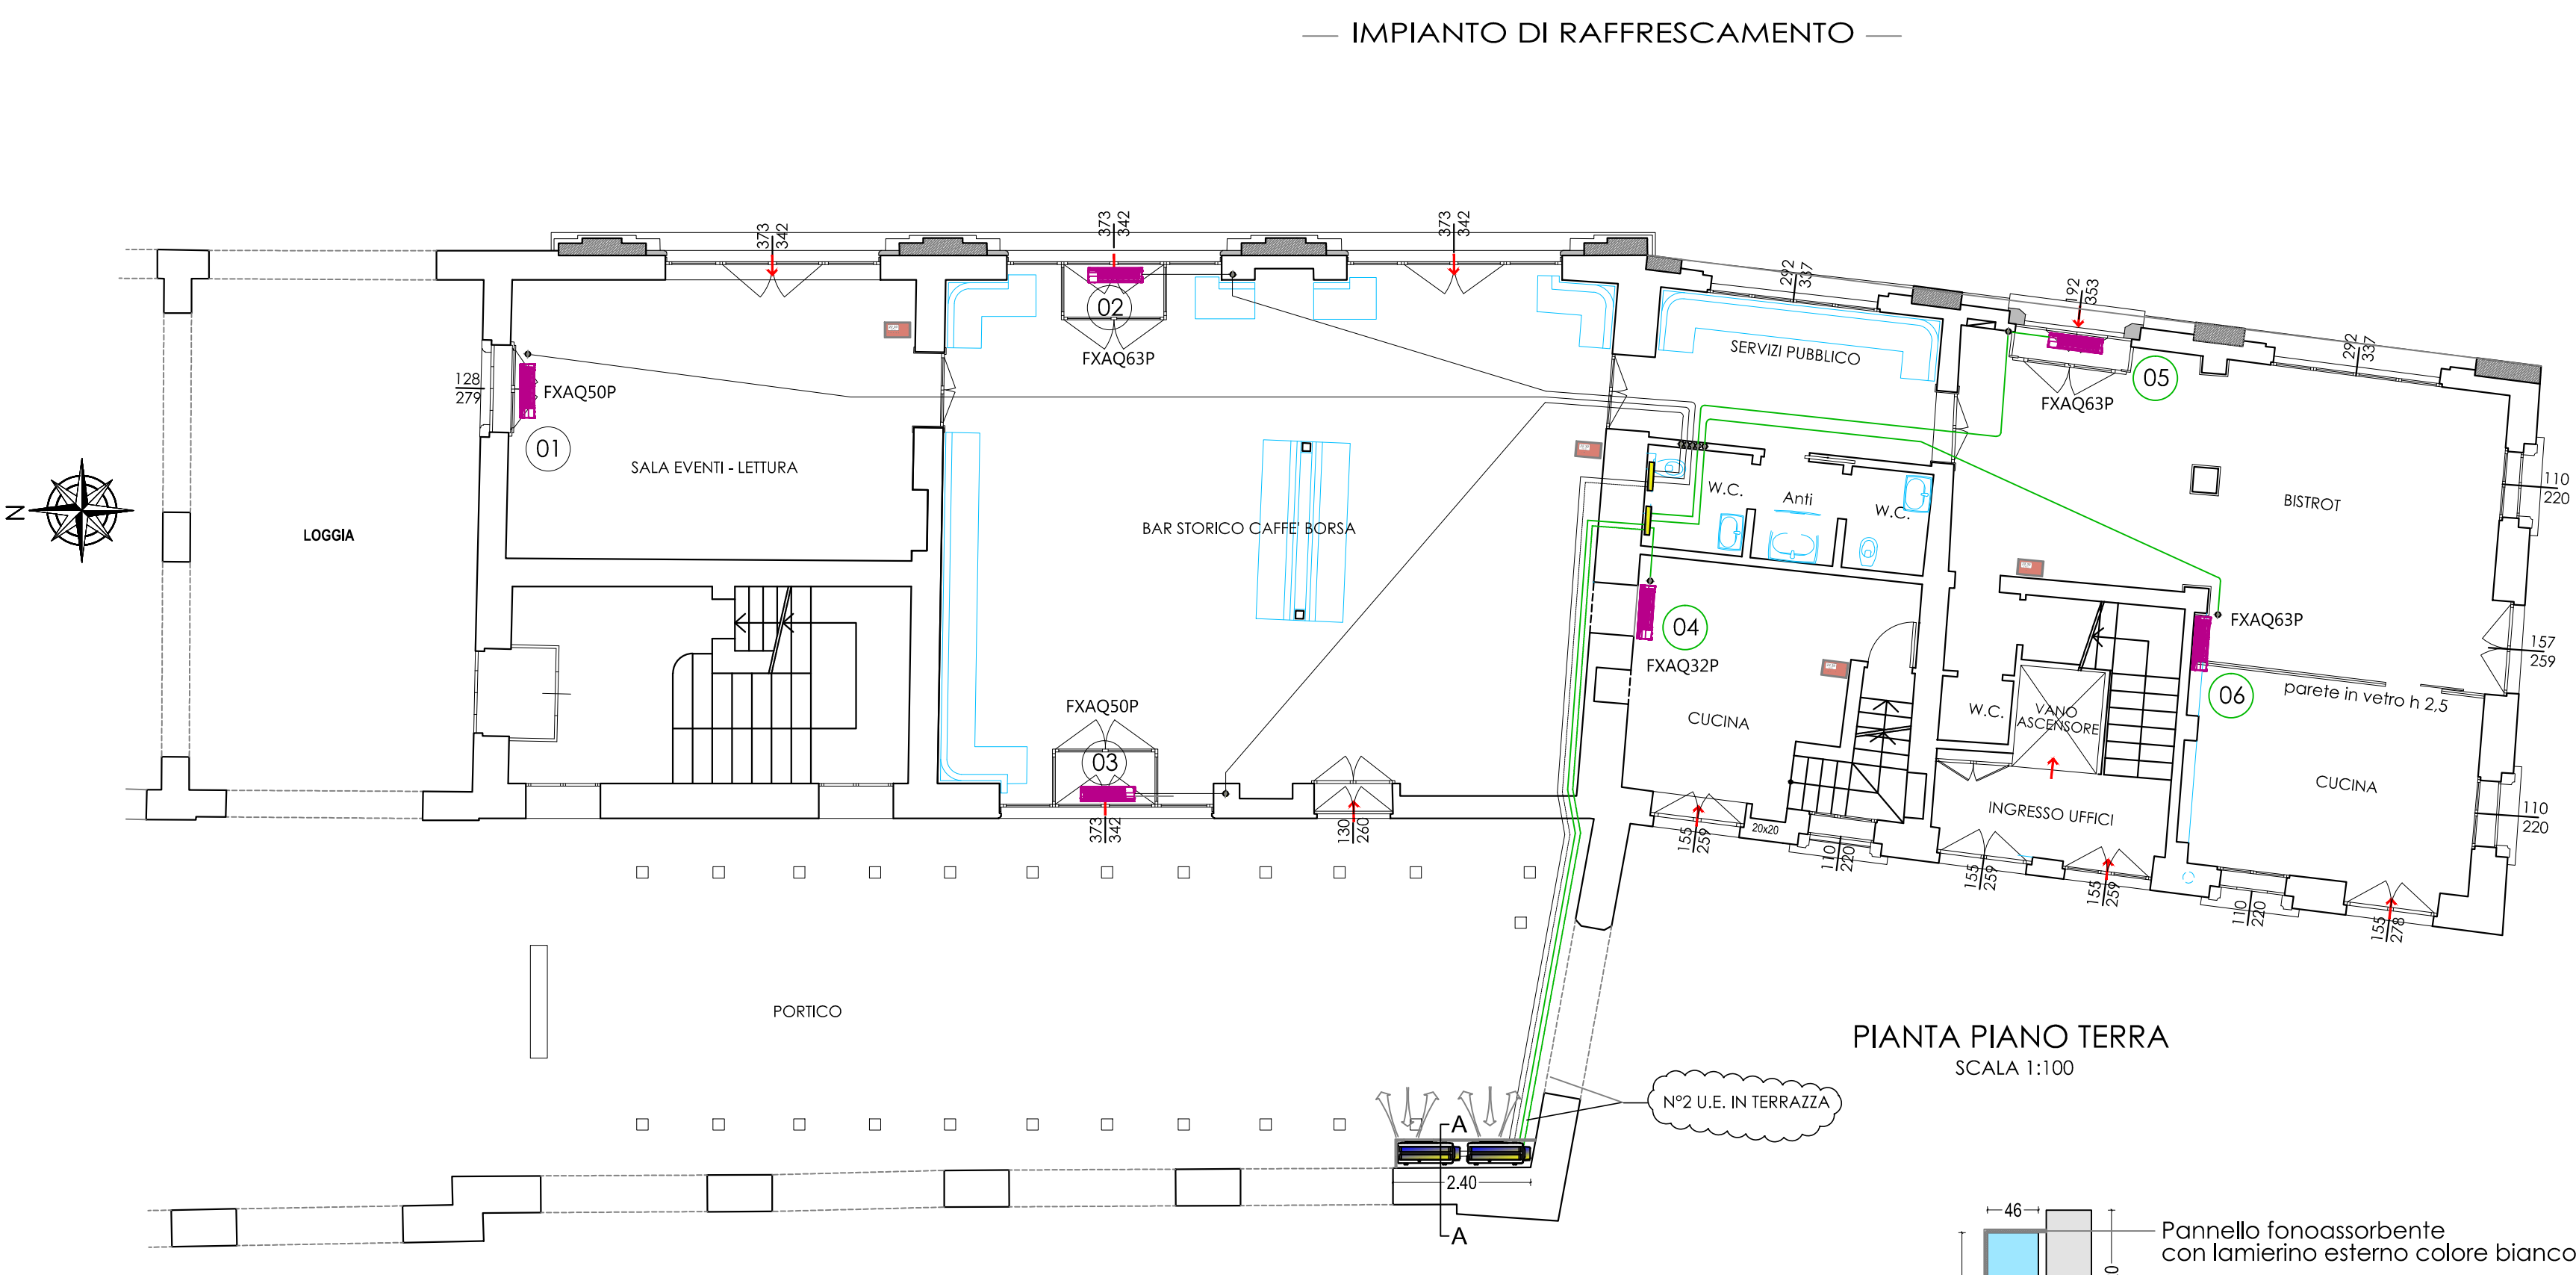 IMPIANTO DI RAFFRESCAMENTO
373
342
373
342
373
342
292
337
192
353
292
337
02
FXAQ63P
SERVIZI PUBBLICO
05
FXAQ63P
128
279
FXAQ50P
01
SALA EVENTI - LETTURA
N
LOGGIA
BAR STORICO CAFFE' BORSA
W.C.
Anti
W.C.
BISTROT
110
220
04
FXAQ32P
FXAQ63P
157
259
06
parete in vetro h 2,5
FXAQ50P
03
CUCINA
W.C.
VANO
ASCENSORE
CUCINA
INGRESSO UFFICI
110
220
373
342
130
260
155
259
20x20
110
220
155
259
155
259
110
220
155
278
PORTICO
PIANTA PIANO TERRA
SCALA 1:100
N°2 U.E. IN TERRAZZA
A
2.40
A
46
Pannello fonoassorbente
con lamierino esterno colore bianco